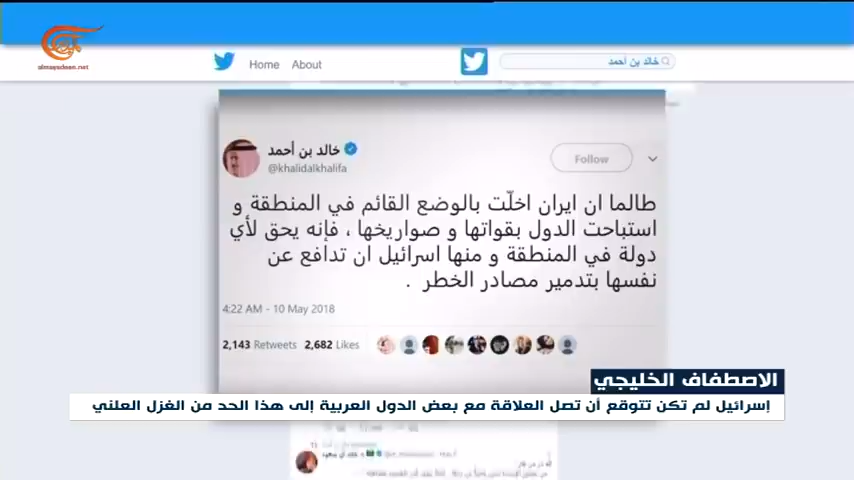 almayadeen.net
Home About
خالد بن أحمد
خالد بن أحمد
@khalidalkhalifa
Follow
طالما ان ايران اخلّت بالوضع القائم في المنطقة و
استباحت الدول بقواتها و صواريخها ، فإنه يحق لأي
دولة في المنطقة و منها اسرائيل ان تدافع عن
نفسها بتدمير مصادر الخطر .
4:22 AM - 10 May 2018
2,143 Retweets 2,682 Likes
الاصطفاف الخليجي
إسرائيل لم تكن تتوقع أن تصل العلاقة مع بعض الدول العربية إلى هذا الحد من الغزل العلني